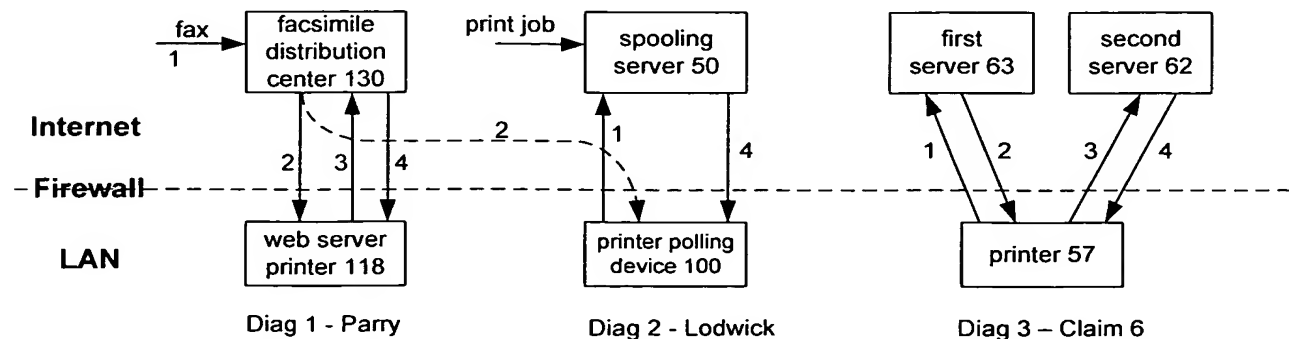 fax
1
facsimile
distribution
center 130
print job
spooling
server 50
first
server 63
second
server 62
Internet
2
3
4
2
1
4
1
2
3
4
Firewall
LAN
web server
printer 118
printer polling
device 100
printer 57
Diag 1 - Parry
Diag 2 - Lodwick
Diag 3 – Claim 6